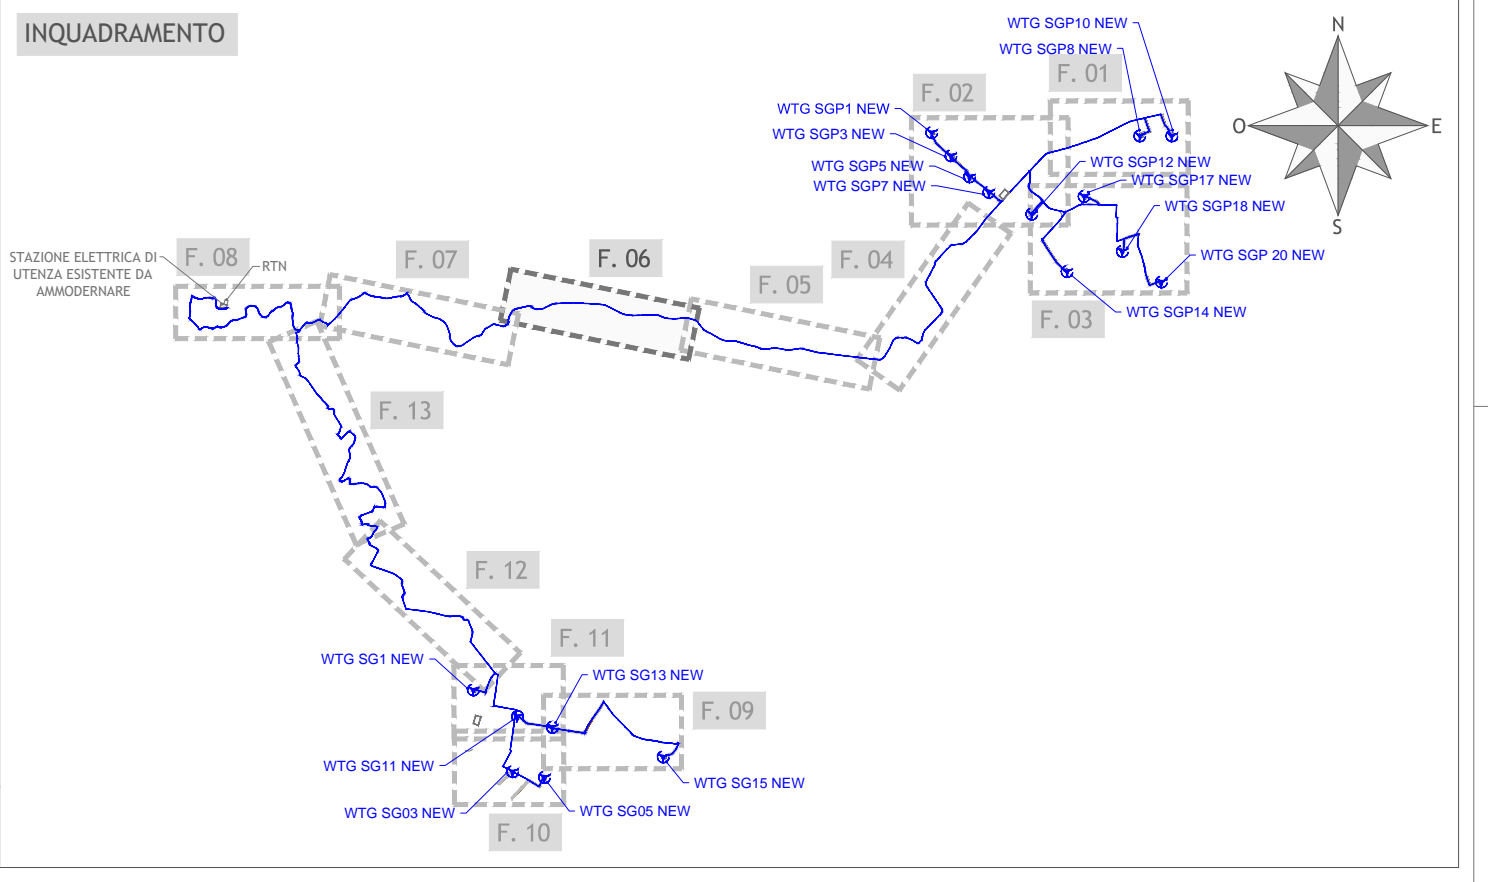 INQUADRAMENTO
WTG SGP10 NEW
WTG SGP8 NEW
F. 01
F. 02
WTG SGP1 NEW
WTG SGP3 NEW
WTG SGP5 NEW
WTG SGP7 NEW
WTG SGP12 NEW
WTG SGP17 NEW
WTG SGP18 NEW
WTG SGP 20 NEW
WTG SGP14 NEW
F. 03
N
O
E
S
STAZIONE ELETTRICA DI
UTENZA ESISTENTE DA
AMMODERNARE
F. 08
RTN
F. 07
F. 06
F. 05
F. 04
F. 13
F. 12
F. 11
WTG SG1 NEW
WTG SG13 NEW
F. 09
WTG SG11 NEW
WTG SG15 NEW
WTG SG03 NEW
WTG SG05 NEW
F. 10